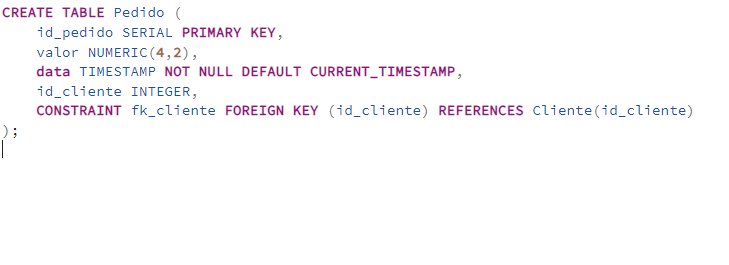 CREATE TABLE Pedido (
    id_pedido SERIAL PRIMARY KEY,
    valor NUMERIC(4,2),
    data TIMESTAMP NOT NULL DEFAULT CURRENT_TIMESTAMP,
    id_cliente INTEGER,
    CONSTRAINT fk_cliente FOREIGN KEY (id_cliente) REFERENCES Cliente(id_cliente)
);